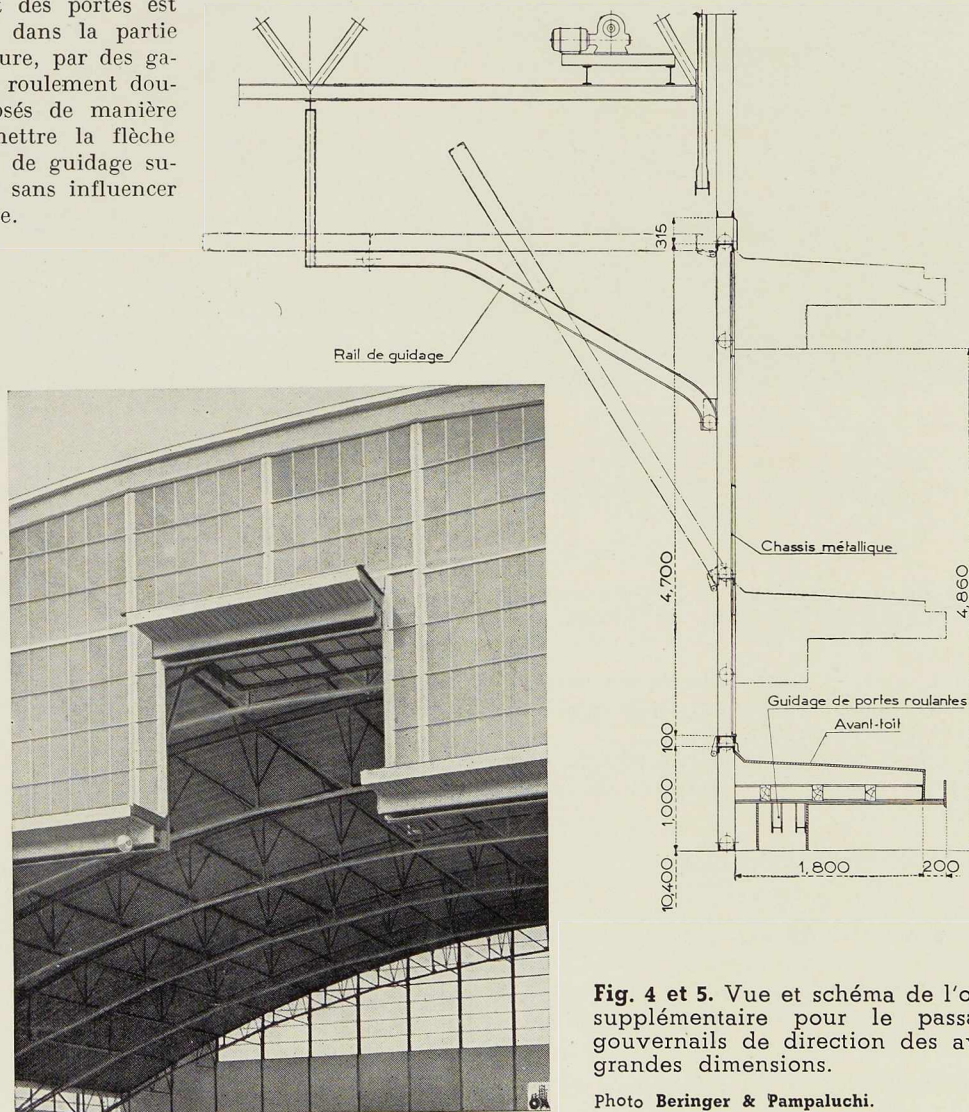 des portes est
dans la partie
ure, par des ga-
roulement dou-
sés de manière
mettre la flèche
de guidage su-
sans influencer
e.
315
Rail de guidage
Chassis métallique
4,700
4,860
Guidage de portes roulantes
Avant-toit
100
1,000
1,800
200
10,400
Fig. 4 et 5. Vue et schéma de l'o
supplémentaire pour le passa
gouvernails de direction des av
grandes dimensions.
Photo Beringer & Pampaluchi.